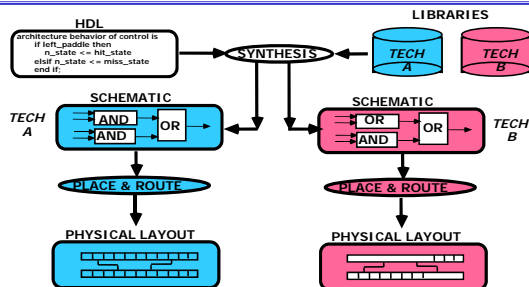 HDL
architecture behavior of control is
if left_paddle then
n_state <= hit_state
elsif n_state <= miss_state
end if;
SYNTHESIS
LIBRARIES
TECH
A
TECH
B
SCHEMATIC
TECH
A
AND
AND
OR
SCHEMATIC
OR
AND
OR
TECH
B
PLACE & ROUTE
PLACE & ROUTE
PHYSICAL LAYOUT
PHYSICAL LAYOUT